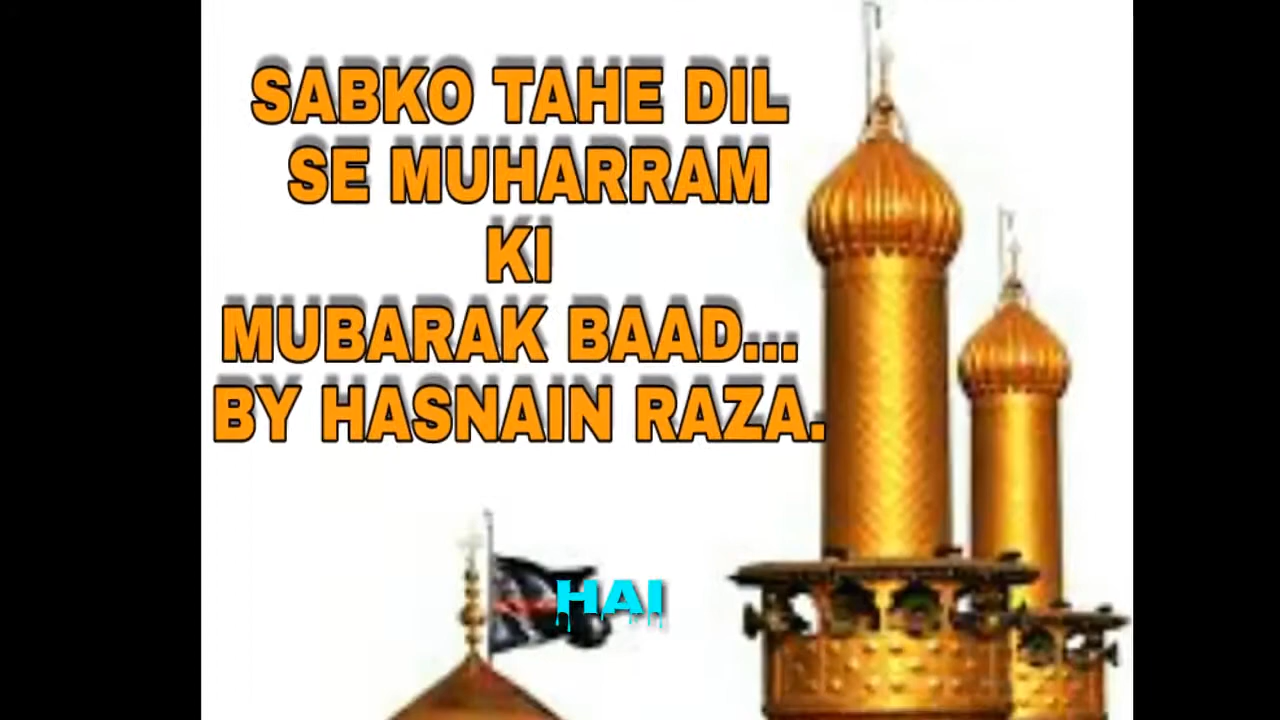 SABKO TAHE DIL
SE MUHARRAM
KI
MUBARAK BAAD...
BY HASNAIN RAZA.
HAI